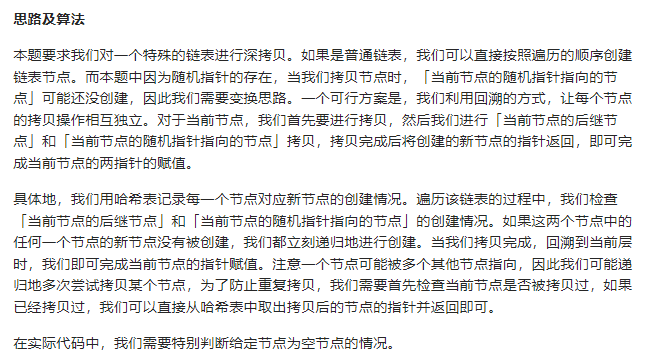 思路及算法
本题要求我们对一个特殊的链表进行深拷贝。如果是普通链表，我们可以直接按照遍历的顺序创建
链表节点。而本题中因为随机指针的存在，当我们拷贝节点时，「当前节点的随机指针指向的节
点」可能还没创建，因此我们需要变换思路。一个可行方案是，我们利用回溯的方式，让每个节点
的拷贝操作相互独立。对于当前节点，我们首先要进行拷贝，然后我们进行「当前节点的后继节
点」和「当前节点的随机指针指向的节点」拷贝，拷贝完成后将创建的新节点的指针返回，即可完
成当前节点的两指针的赋值。
具体地，我们用哈希表记录每一个节点对应新节点的创建情况。遍历该链表的过程中，我们检查
「当前节点的后继节点」和「当前节点的随机指针指向的节点」的创建情况。如果这两个节点中的
任何一个节点的新节点没有被创建，我们都立刻递归地进行创建。当我们拷贝完成，回溯到当前层
时，我们即可完成当前节点的指针赋值。注意一个节点可能被多个其他节点指向，因此我们可能递
归地多次尝试拷贝某个节点，为了防止重复拷贝，我们需要首先检查当前节点是否被拷贝过，如果
已经拷贝过，我们可以直接从哈希表中取出拷贝后的节点的指针并返回即可。
在实际代码中，我们需要特别判断给定节点为空节点的情况。